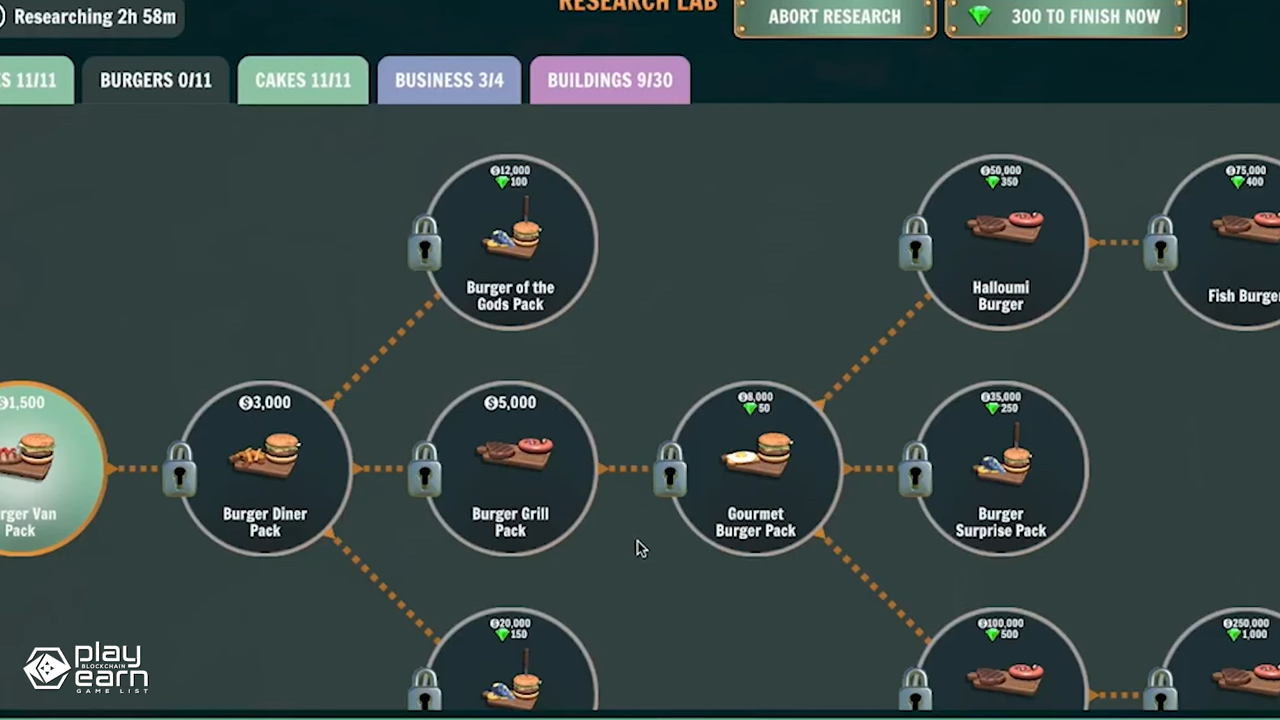 Researching 2h 58m
RESEARCH LAB
ABORT RESEARCH
300 TO FINISH NOW
ES 11/11
BURGERS 0/11
CAKES 11/11
BUSINESS 3/4
BUILDINGS 9/30
$12,000
100
Burger of the
Gods Pack
$50,000
350
Halloumi
Burger
$75,000
400
Fish Burge
$1,500
rger Van
Pack
$3,000
Burger Diner
Pack
$5,000
Burger Grill
Pack
$8,000
50
Gourmet
Burger Pack
$35,000
250
Burger
Surprise Pack
$20,000
150
$100,000
500
$250,000
1,000
play
BLOCKCHAIN
earn
GAME LIST